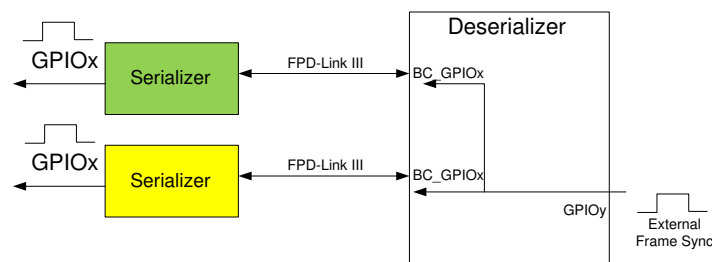 Deserializer
GPIOx
Serializer
FPD-Link III
BC_GPIOx
GPIOx
Serializer
FPD-Link III
BC_GPIOx
GPIOy
External
Frame Sync